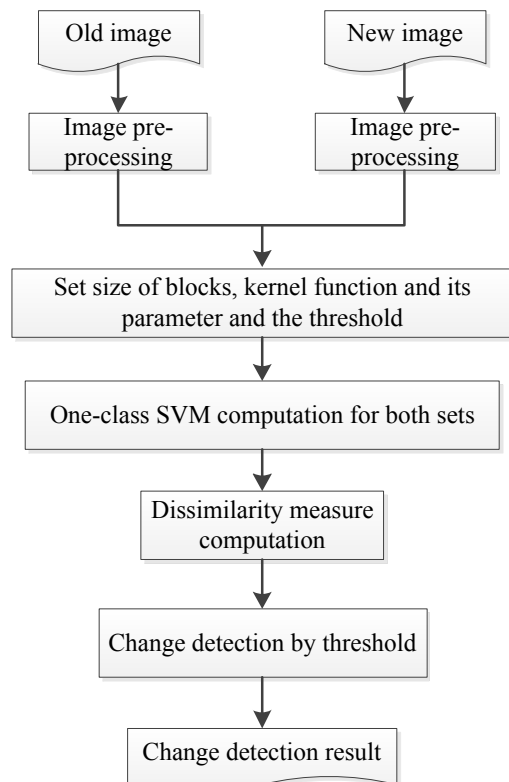 Old image
New image
Image pre-
processing
Image pre-
processing
Set size of blocks, kernel function and its
parameter and the threshold
One-class SVM computation for both sets
Dissimilarity measure
computation
Change detection by threshold
Change detection result